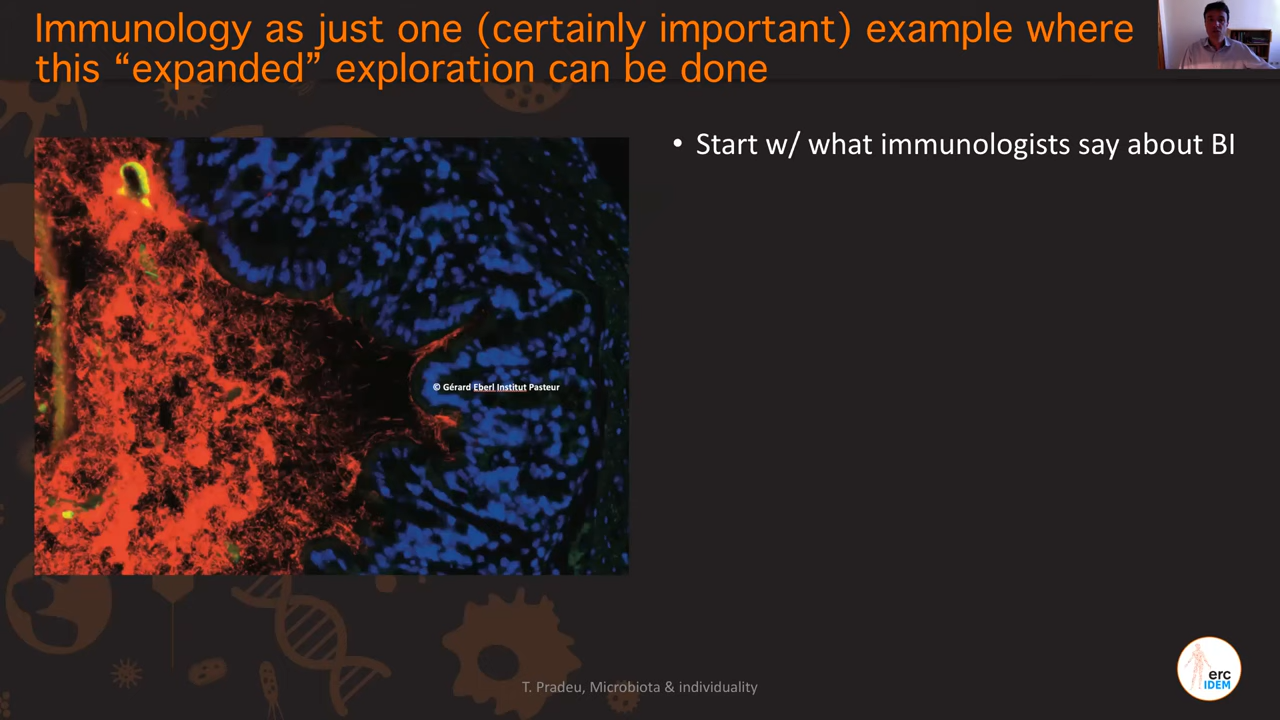 Immunology as just one (certainly important) example where
this “expanded” exploration can be done
• Start w/ what immunologists say about BI
© Gérard Eberl Institut Pasteur
T. Pradeu, Microbiota & individuality
erc
IDEM